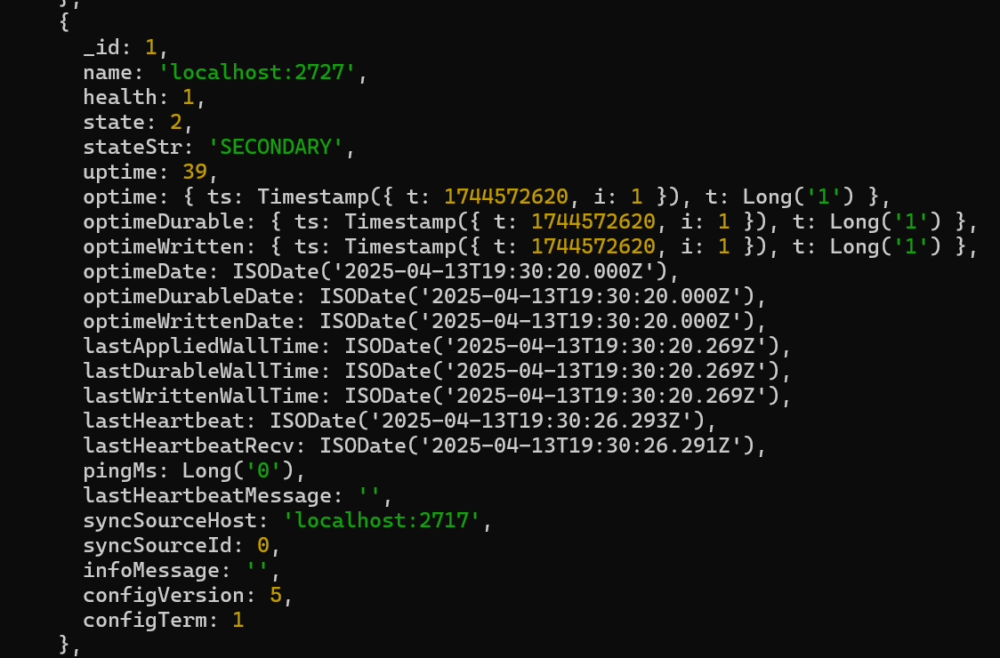 },
{
_id: 1,
name: 'localhost:2727',
health: 1,
state: 2,
stateStr: 'SECONDARY',
uptime: 39,
optime: { ts: Timestamp({ t: 1744572620, i: 1 }), t: Long('1') },
optimeDurable: { ts: Timestamp({ t: 1744572620, i: 1 }), t: Long('1') },
optimeWritten: { ts: Timestamp({ t: 1744572620, i: 1 }), t: Long('1') },
optimeDate: ISODate('2025-04-13T19:30:20.000Z'),
optimeDurableDate: ISODate('2025-04-13T19:30:20.000Z'),
optimeWrittenDate: ISODate('2025-04-13T19:30:20.000Z'),
lastAppliedWallTime: ISODate('2025-04-13T19:30:20.269Z'),
lastDurableWallTime: ISODate('2025-04-13T19:30:20.269Z'),
lastWrittenWallTime: ISODate('2025-04-13T19:30:20.269Z'),
lastHeartbeat: ISODate('2025-04-13T19:30:26.293Z'),
lastHeartbeatRecv: ISODate('2025-04-13T19:30:26.291Z'),
pingMs: Long('0'),
lastHeartbeatMessage: '',
syncSourceHost: 'localhost:2717',
syncSourceId: 0,
infoMessage: '',
configVersion: 5,
configTerm: 1
},